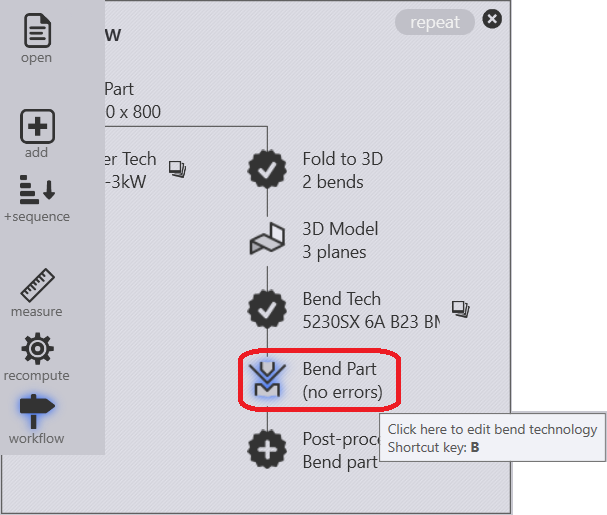 open
add
+sequence
measure
recompute
workflow
w
repeat
Part
0 x 800
er Tech
-3kW
Fold to 3D
2 bends
3D Model
3 planes
Bend Tech
5230SX 6A B23 BM
Bend Part
(no errors)
Post-proc
Bend part
Click here to edit bend technology
Shortcut key: B